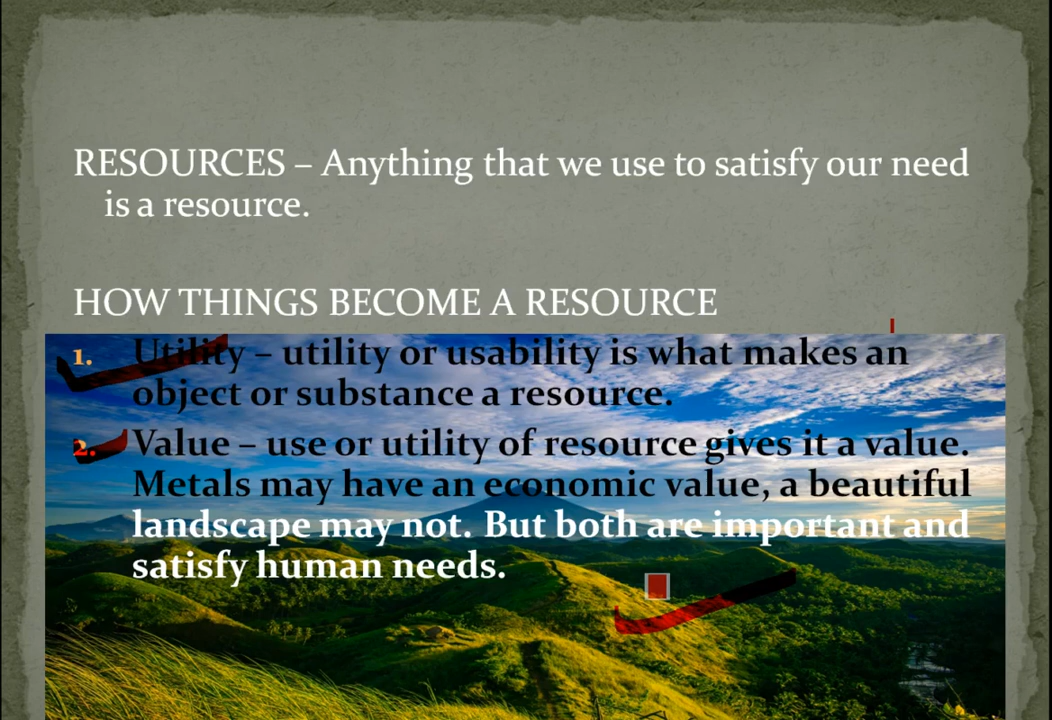 RESOURCES – Anything that we use to satisfy our need
is a resource.
HOW THINGS BECOME A RESOURCE
1. Utility – utility or usability is what makes an
object or substance a resource.
2. Value – use or utility of resource gives it a value.
Metals may have an economic value, a beautiful
landscape may not. But both are important and
satisfy human needs.